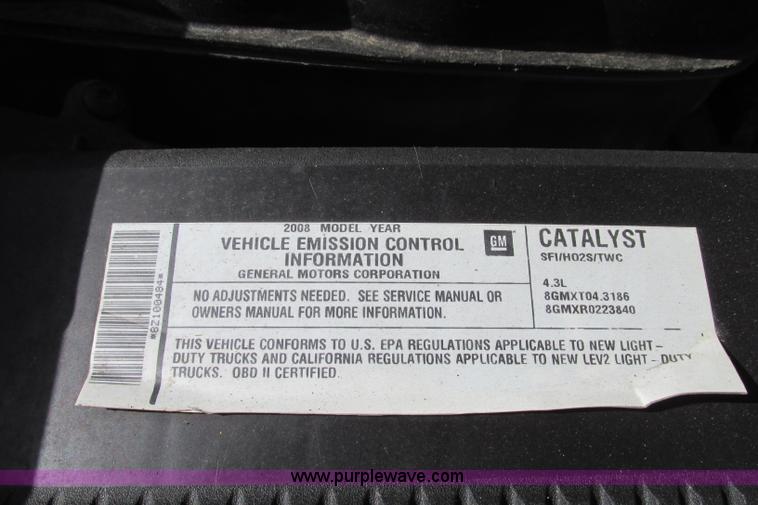 2008 MODEL YEAR
VEHICLE EMISSION CONTROL
INFORMATION
GENERAL MOTORS CORPORATION
GM
CATALYST
SFI/HO2S/TWC
4.3L
8GMXT04.3186
8GMXR0223840
NO ADJUSTMENTS NEEDED. SEE SERVICE MANUAL OR
OWNERS MANUAL FOR MORE INFORMATION.
THIS VEHICLE CONFORMS TO U.S. EPA REGULATIONS APPLICABLE TO NEW LIGHT-
DUTY TRUCKS AND CALIFORNIA REGULATIONS APPLICABLE TO NEW LEV2 LIGHT - DUTY
TRUCKS. OBD II CERTIFIED.
*8Z100484*
www.purplewave.com